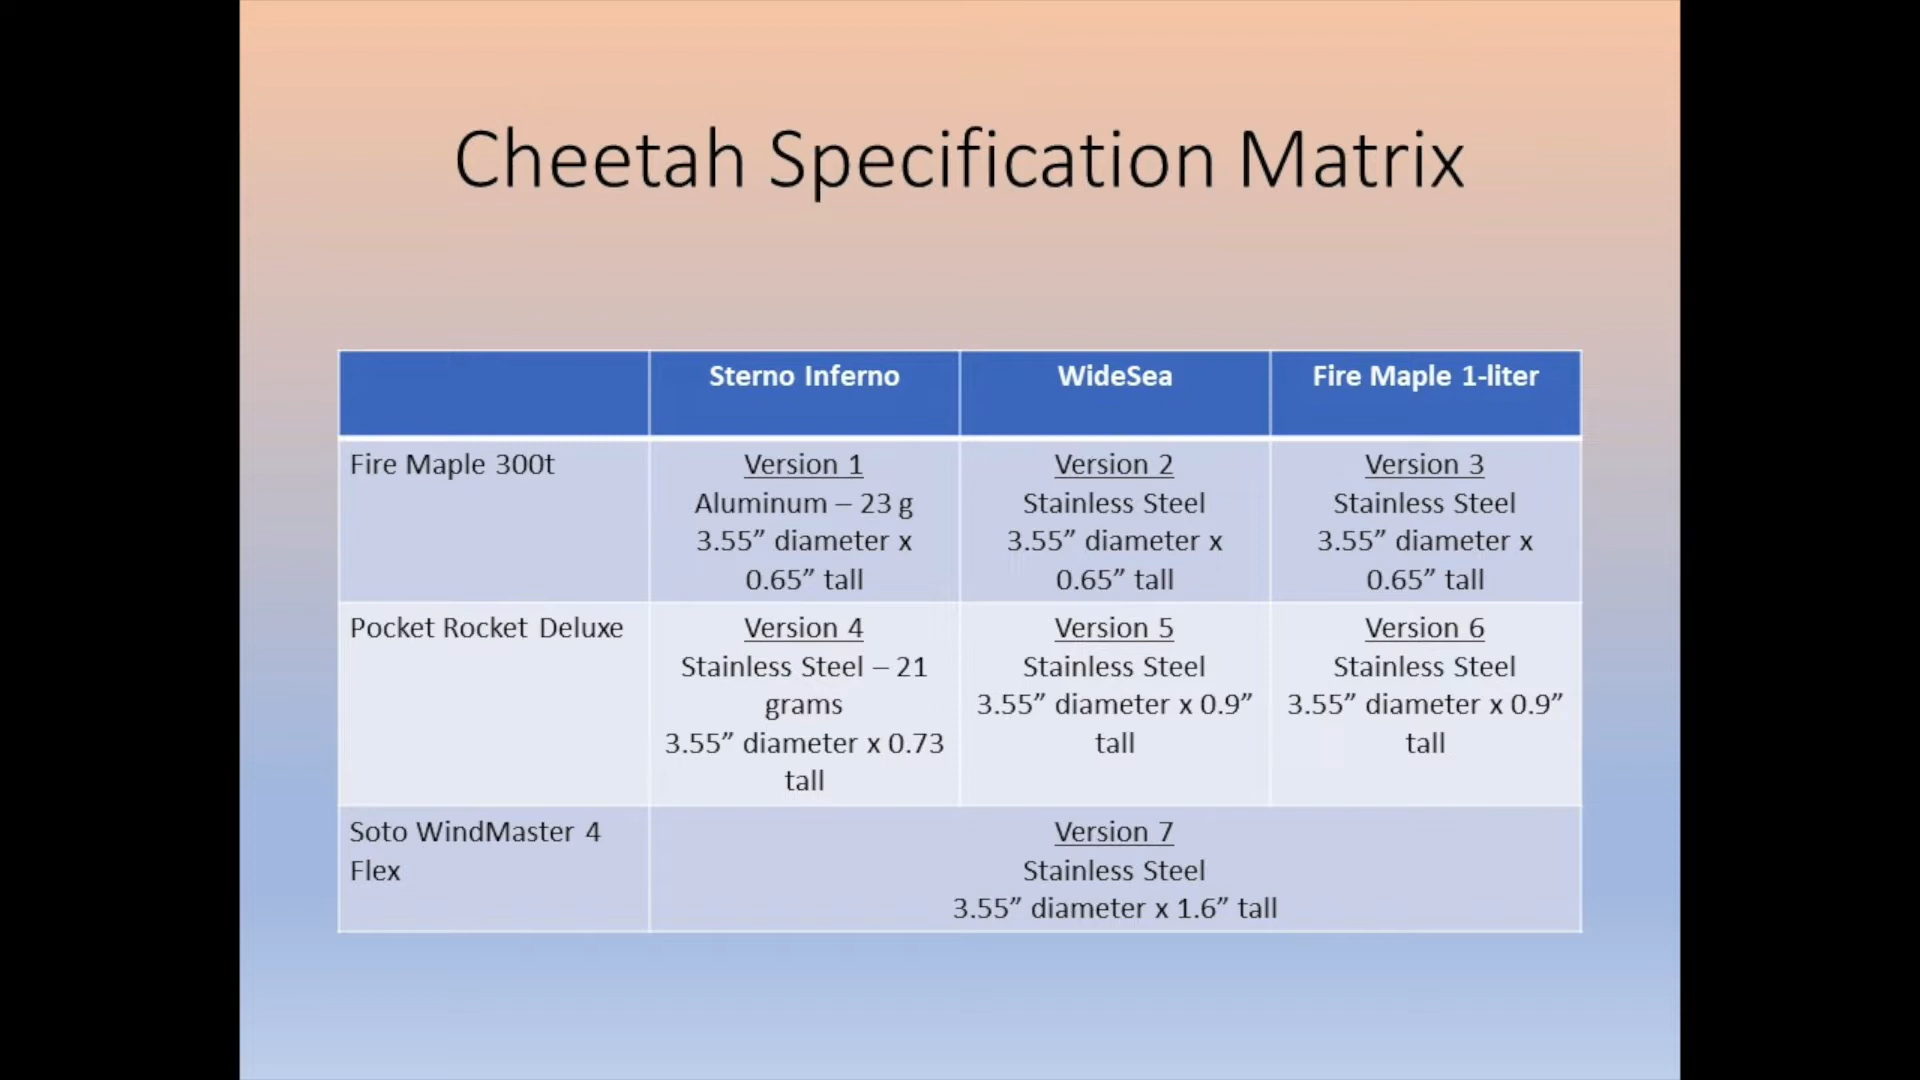 Cheetah Specification Matrix
Sterno Inferno
WideSea
Fire Maple 1-liter
Fire Maple 300t
Version 1
Aluminum – 23 g
3.55” diameter x
0.65” tall
Version 2
Stainless Steel
3.55” diameter x
0.65” tall
Version 3
Stainless Steel
3.55” diameter x
0.65” tall
Pocket Rocket Deluxe
Version 4
Stainless Steel – 21
grams
3.55” diameter x 0.73
tall
Version 5
Stainless Steel
3.55” diameter x 0.9”
tall
Version 6
Stainless Steel
3.55” diameter x 0.9”
tall
Soto WindMaster 4
Flex
Version 7
Stainless Steel
3.55” diameter x 1.6” tall